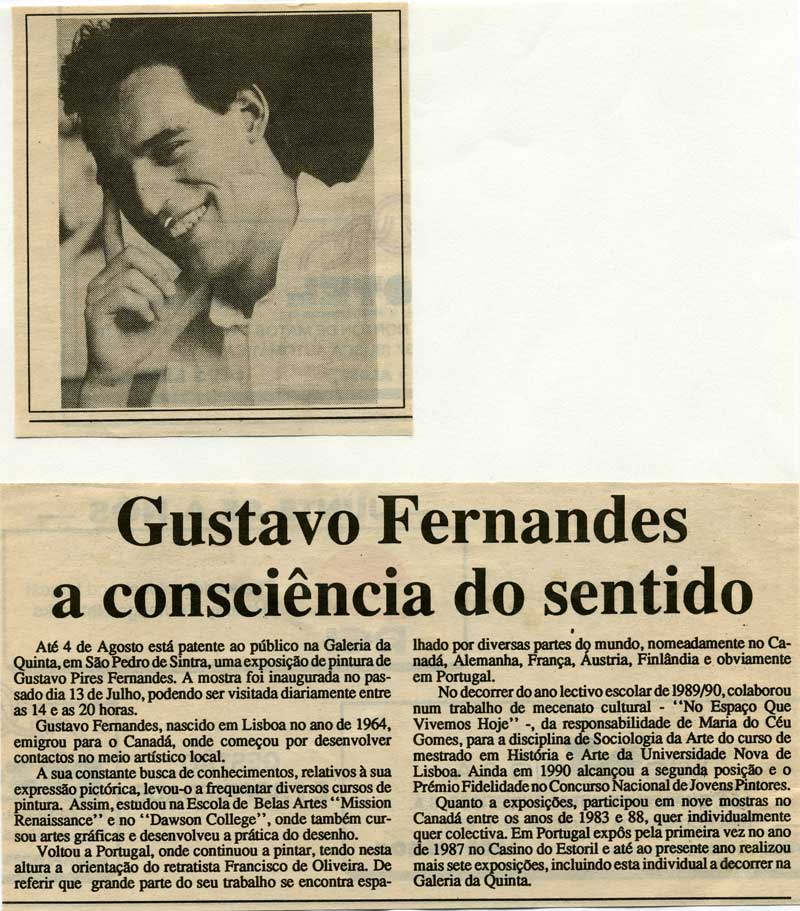 Gustavo Fernandes
a consciência do sentido
Até 4 de Agosto está patente ao público na Galeria da
Quinta, em São Pedro de Sintra, uma exposição de pintura de
Gustavo Pires Fernandes. A mostra foi inaugurada no pas-
sado dia 13 de Julho, podendo ser visitada diariamente entre
as 14 e as 20 horas.
Gustavo Fernandes, nascido em Lisboa no ano de 1964,
emigrou para o Canadá, onde começou por desenvolver
contactos no meio artístico local.
A sua constante busca de conhecimentos, relativos à sua
expressão pictórica, levou-o a frequentar diversos cursos de
pintura. Assim, estudou na Escola de Belas Artes "Mission
Renaissance" e no "Dawson College", onde também cur-
sou artes gráficas e desenvolveu a prática do desenho.
Voltou a Portugal, onde continuou a pintar, tendo nesta
altura a orientação do retratista Francisco de Oliveira. De
referir que grande parte do seu trabalho se encontra espa-
lhado por diversas partes do mundo, nomeadamente no Ca-
nadá, Alemanha, França, Áustria, Finlândia e obviamente
em Portugal.
No decorrer do ano lectivo escolar de 1989/90, colaborou
num trabalho de mecenato cultural - "No Espaço Que
Vivemos Hoje" -, da responsabilidade de Maria do Céu
Gomes, para a disciplina de Sociologia da Arte do curso de
mestrado em História e Arte da Universidade Nova de
Lisboa. Ainda em 1990 alcançou a segunda posição e o
Prémio Fidelidade no Concurso Nacional de Jovens Pintores.
Quanto a exposições, participou em nove mostras no
Canadá entre os anos de 1983 e 88, quer individualmente
quer colectiva. Em Portugal expôs pela primeira vez no ano
de 1987 no Casino do Estoril e até ao presente ano realizou
mais sete exposições, incluindo esta individual a decorrer na
Galeria da Quinta.